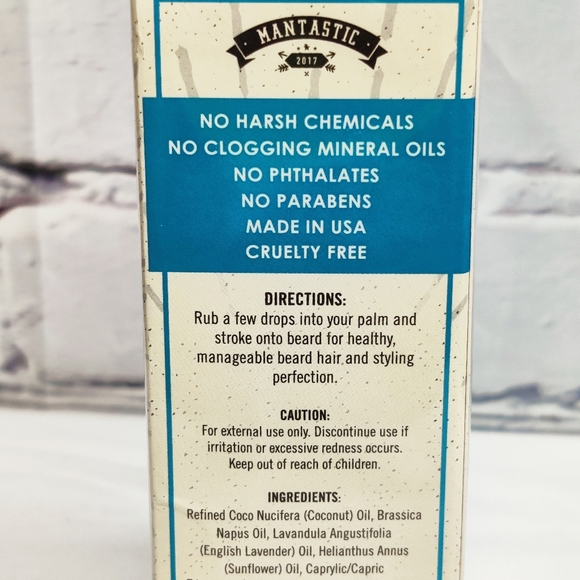 MANTASTIC
2017
NO HARSH CHEMICALS
NO CLOGGING MINERAL OILS
NO PHTHALATES
NO PARABENS
MADE IN USA
CRUELTY FREE
DIRECTIONS:
Rub a few drops into your palm and
stroke onto beard for healthy,
manageable beard hair and styling
perfection.
CAUTION:
For external use only. Discontinue use if
irritation or excessive redness occurs.
Keep out of reach of children.
INGREDIENTS:
Refined Coco Nucifera (Coconut) Oil, Brassica
Napus Oil, Lavandula Angustifolia
(English Lavender) Oil, Helianthus Annus
(Sunflower) Oil, Caprylic/Capric